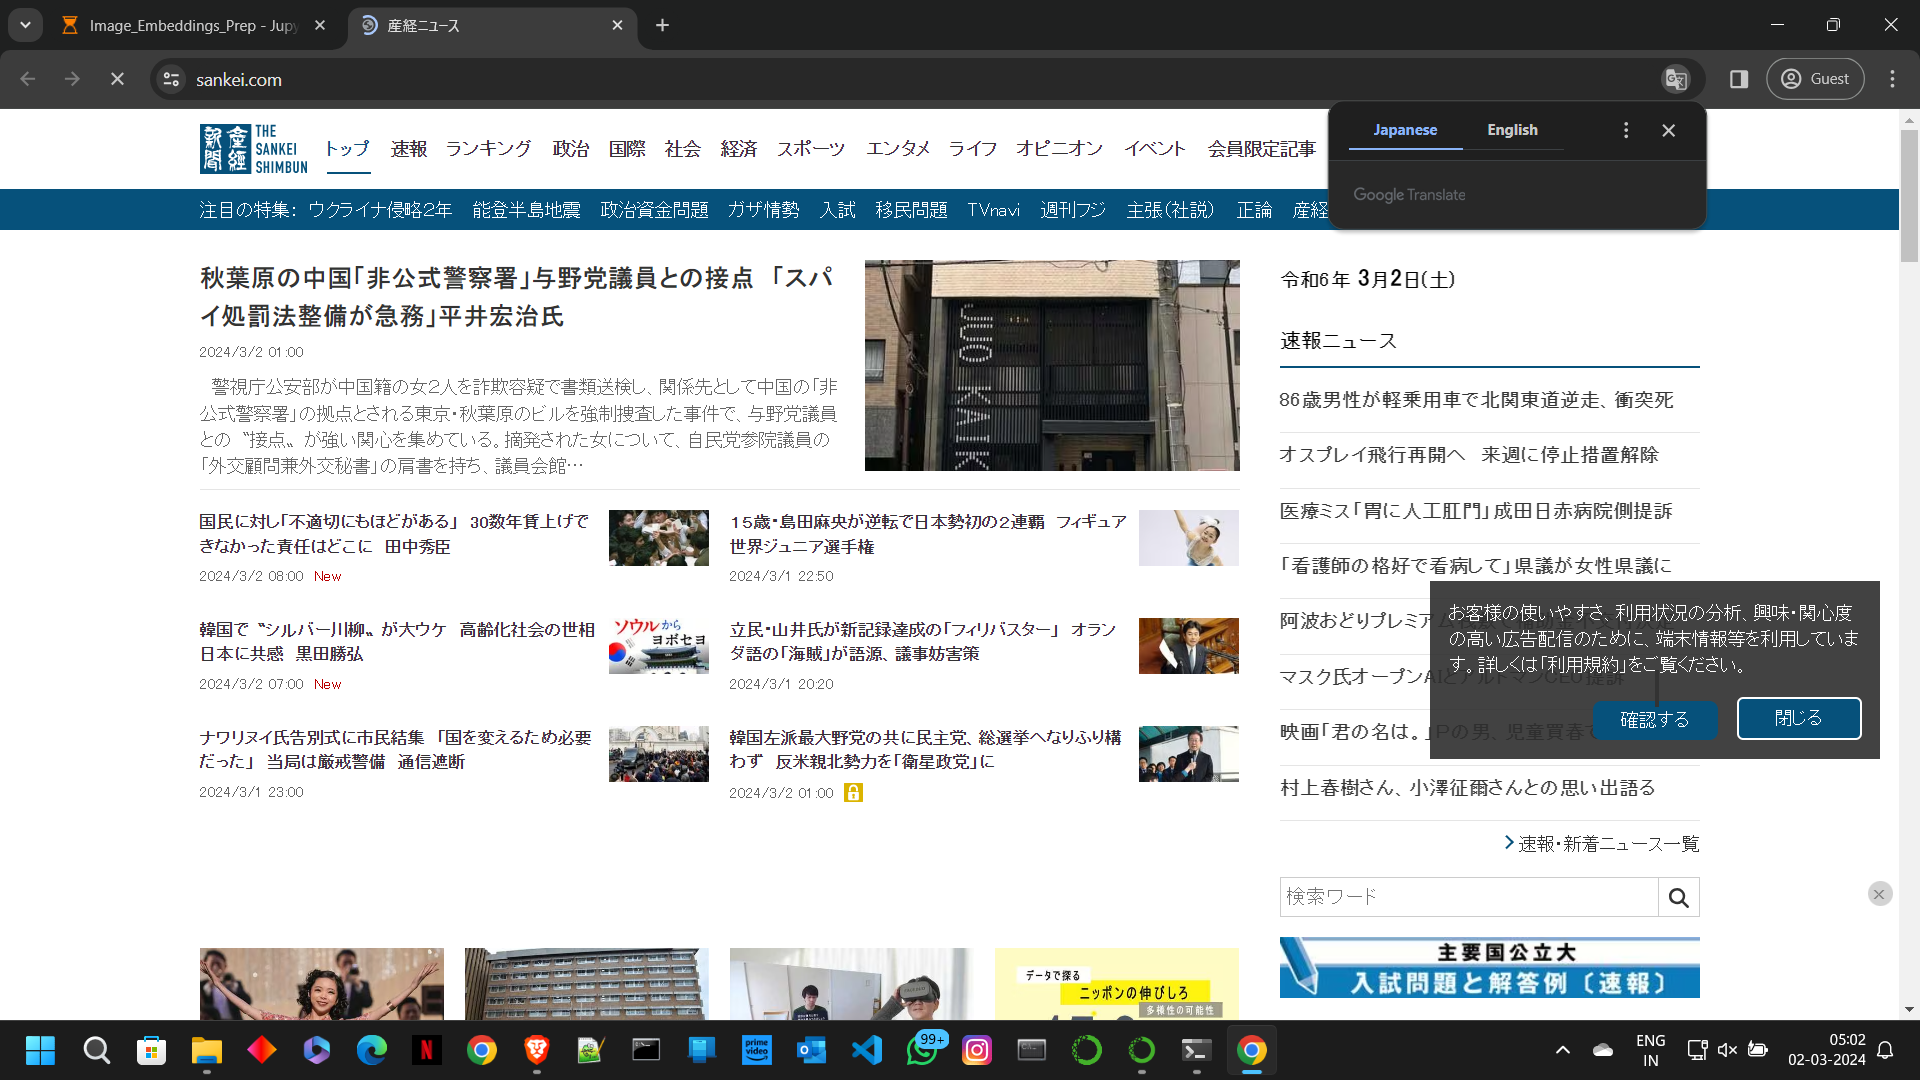 Image_Embeddings_Prep - Jupy
産経ニュース
sankei.com
Guest
Japanese
English
Google Translate
産経新聞
THE
SANKEI
SHIMBUN
トップ 速報 ランキング 政治 国際 社会 経済 スポーツ エンタメ ライフ オピニオン イベント 会員限定記事
注目の特集: ウクライナ侵略2年 能登半島地震 政治資金問題 ガザ情勢 入試 移民問題 TVnavi 週刊フジ 主張(社説) 正論 産経
秋葉原の中国「非公式警察署」与野党議員との接点 「スパ
イ処罰法整備が急務」平井宏治氏
2024/3/2 01:00
警視庁公安部が中国籍の女2人を詐欺容疑で書類送検し、関係先として中国の「非
公式警察署」の拠点とされる東京・秋葉原のビルを強制捜査した事件で、与野党議員
との〝接点〟が強い関心を集めている。摘発された女について、自民党参院議員の
「外交顧問兼外交秘書」の肩書を持ち、議員会館…
JUJO KAIK
国民に対し「不適切にもほどがある」 30数年賃上げで
きなかった責任はどこに 田中秀臣
2024/3/2 08:00 New
15歳・島田麻央が逆転で日本勢初の2連覇 フィギュア
世界ジュニア選手権
2024/3/1 22:50
韓国で〝シルバー川柳〟が大ウケ 高齢化社会の世相
日本に共感 黒田勝弘
2024/3/2 07:00 New
ソウルから
ヨボセヨ
立民・山井氏が新記録達成の「フィリバスター」 オラン
ダ語の「海賊」が語源、議事妨害策
2024/3/1 20:20
ナワリヌイ氏告別式に市民結集 「国を変えるため必要
だった」 当局は厳戒警備 通信遮断
2024/3/1 23:00
韓国左派最大野党の共に民主党、総選挙へなりふり構
わず 反米親北勢力を「衛星政党」に
2024/3/2 01:00
データで探る
ニッポンの伸びしろ
多様性の可能性
令和6年 3月2日(土)
速報ニュース
86歳男性が軽乗用車で北関東道逆走、衝突死
オスプレイ飛行再開へ 来週に停止措置解除
医療ミス「胃に人工肛門」成田日赤病院側提訴
「看護師の格好で看病して」県議が女性県議に
阿波おどりプレミアム
マスク氏オープンAIとアルトマンCEO提訴
映画「君の名は。」Pの男、児童買春で
村上春樹さん、小澤征爾さんとの思い出語る
速報・新着ニュース一覧
検索ワード
主要国公立大
入試問題と解答例〔速報〕
お客様の使いやすさ、利用状況の分析、興味・関心度
の高い広告配信のために、端末情報等を利用していま
す。詳しくは「利用規約」をご覧ください。
確認する
閉じる
prime
video
99+
ENG
IN
05:02
02-03-2024